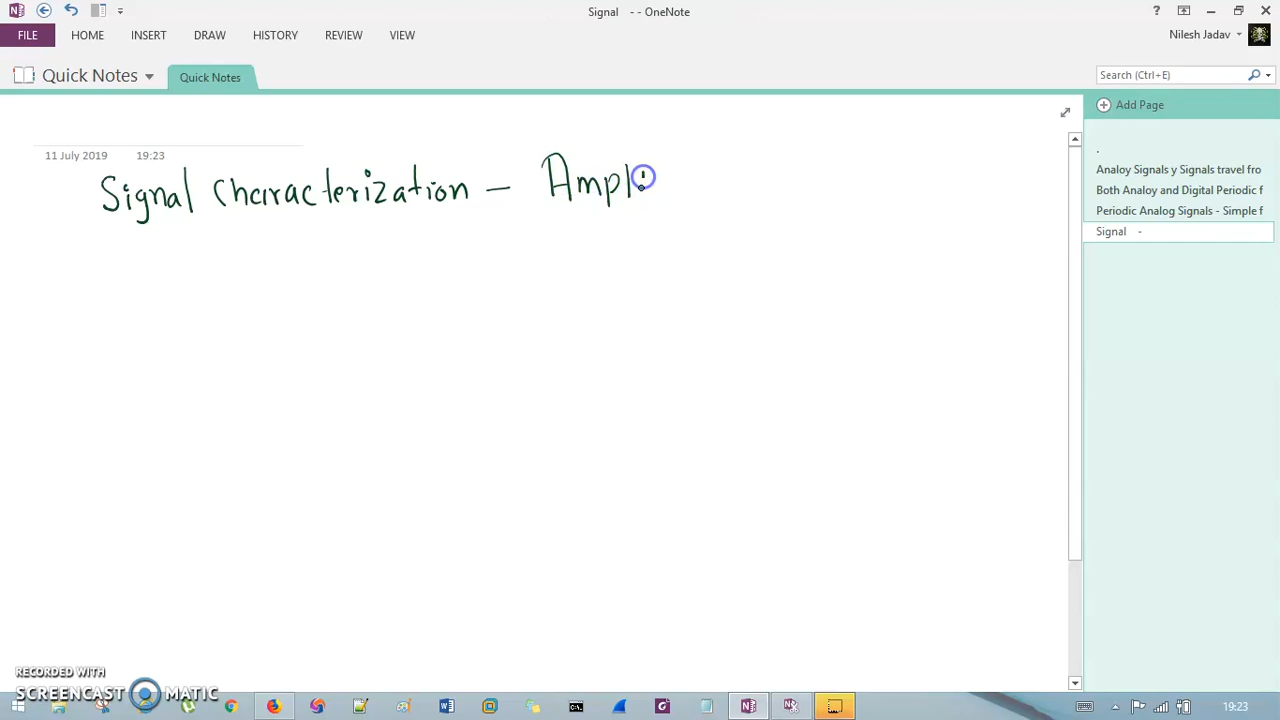 Signal - - OneNote
Nilesh Jadav
FILE HOME INSERT DRAW HISTORY REVIEW VIEW
Quick Notes
Quick Notes
Search (Ctrl+E)
Add Page
11 July 2019 19:23
Signal Characterization - Ampli
.
Analoy Signals y Signals travel fro
Both Analoy and Digital Periodic f
Periodic Analog Signals - Simple f
Signal -
RECORDED WITH
SCREENCAST MATIC
19:23